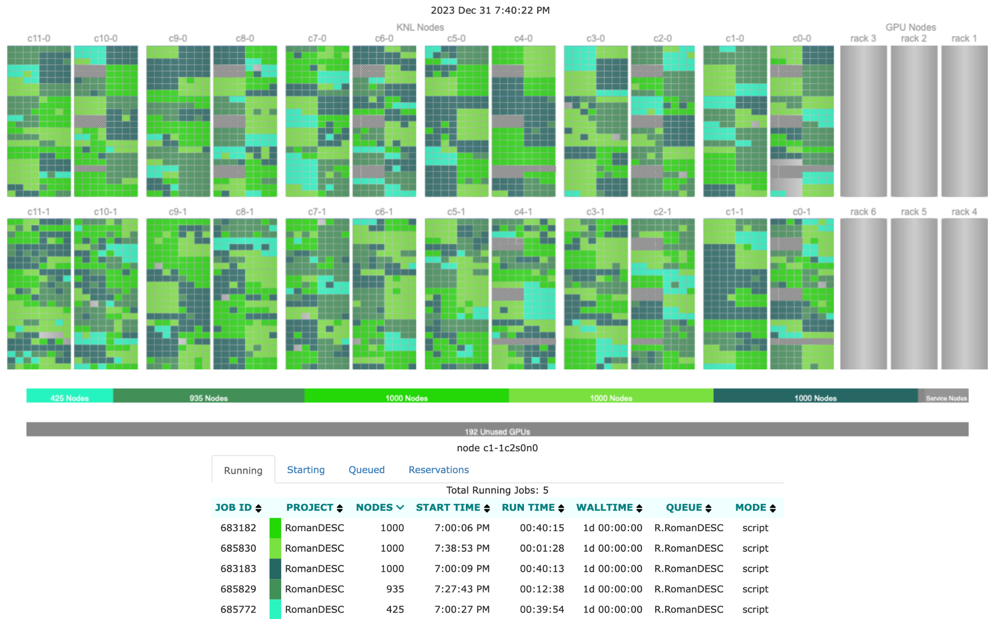 2023 Dec 31 7:40:22 PM
KNL Nodes GPU Nodes
c11-0 c10-0 c9-0 c8-0 c7-0 c6-0 c5-0 c4-0 c3-0 c2-0 c1-0 c0-0 rack 3 rack 2 rack 1
c11-1 c10-1 c9-1 c8-1 c7-1 c6-1 c5-1 c4-1 c3-1 c2-1 c1-1 c0-1 rack 6 rack 5 rack 4
425 Nodes 935 Nodes 1000 Nodes 1000 Nodes 1000 Nodes Service Nodes
192 Unused GPUs
node c1-1c2s0n0
Running Starting Queued Reservations
Total Running Jobs: 5
JOB ID PROJECT NODES START TIME RUN TIME WALLTIME QUEUE MODE
683182 RomanDESC 1000 7:00:06 PM 00:40:15 1d 00:00:00 R.RomanDESC script
685830 RomanDESC 1000 7:38:53 PM 00:01:28 1d 00:00:00 R.RomanDESC script
683183 RomanDESC 1000 7:00:09 PM 00:40:13 1d 00:00:00 R.RomanDESC script
685829 RomanDESC 935 7:27:43 PM 00:12:38 1d 00:00:00 R.RomanDESC script
685772 RomanDESC 425 7:00:27 PM 00:39:54 1d 00:00:00 R.RomanDESC script